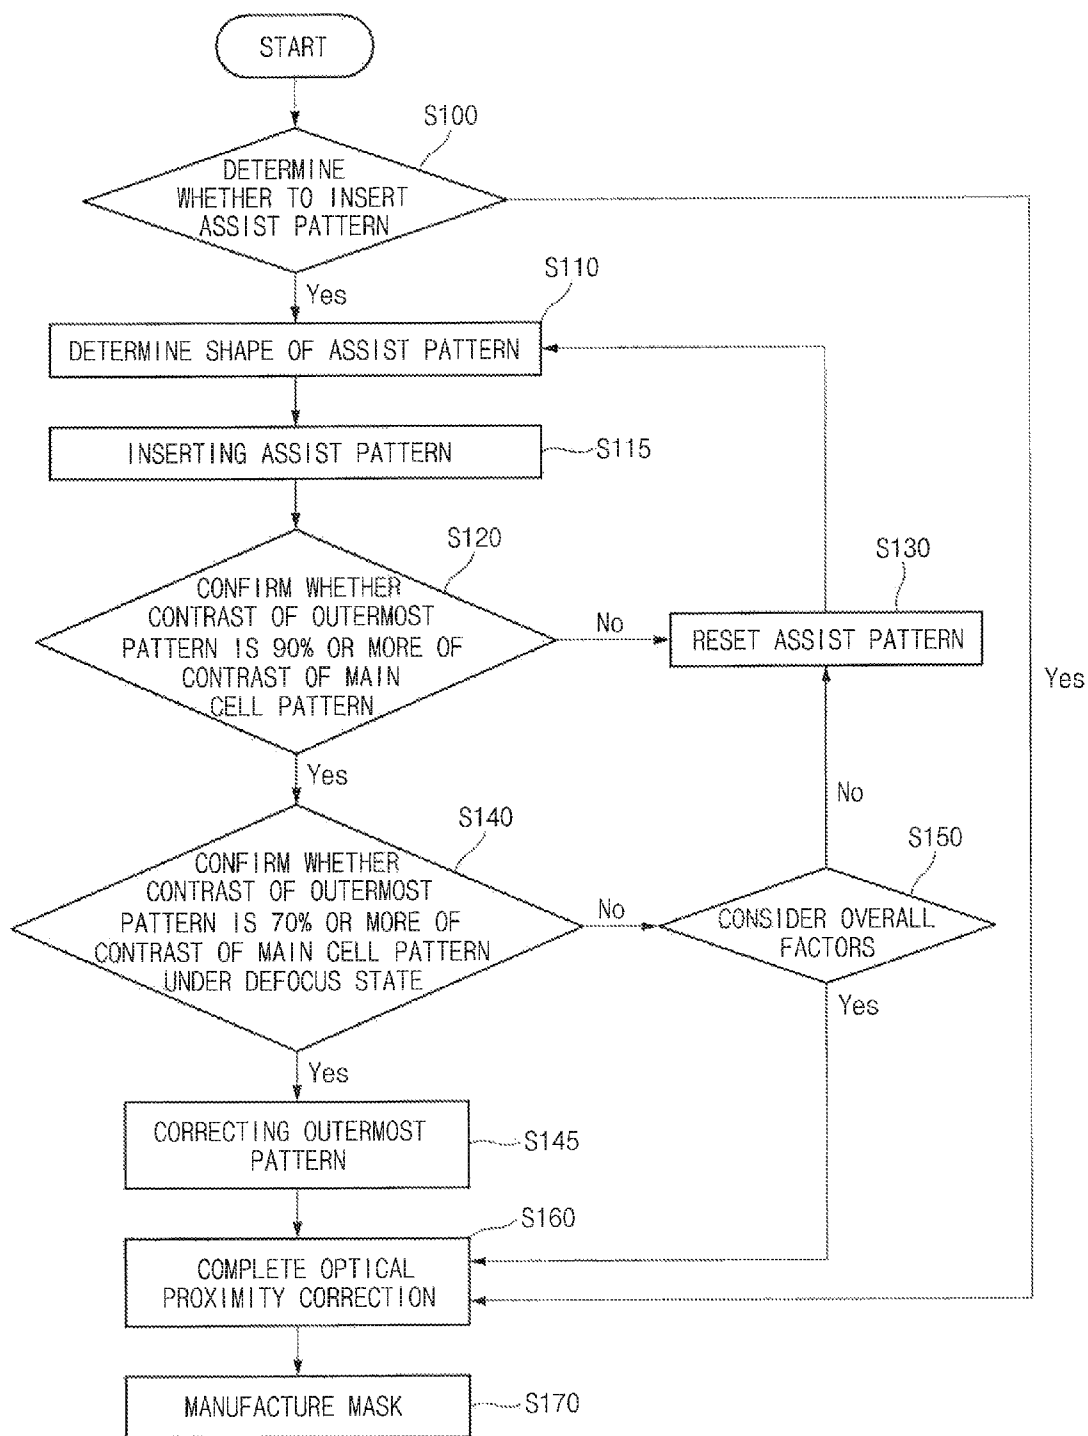 START
S100
DETERMINE
WHETHER TO INSERT
ASSIST PATTERN
Yes
S110
DETERMINE SHAPE OF ASSIST PATTERN
INSERTING ASSIST PATTERN
S115
S120
CONFIRM WHETHER
CONTRAST OF OUTERMOST
PATTERN IS 90% OR MORE OF
CONTRAST OF MAIN
CELL PATTERN
No
S130
RESET ASSIST PATTERN
Yes
Yes
No
S140
CONFIRM WHETHER
CONTRAST OF OUTERMOST
PATTERN IS 70% OR MORE OF
CONTRAST OF MAIN CELL PATTERN
UNDER DEFOCUS STATE
No
S150
CONSIDER OVERALL
FACTORS
Yes
Yes
CORRECTING OUTERMOST
PATTERN
S145
S160
COMPLETE OPTICAL
PROXIMITY CORRECTION
MANUFACTURE MASK
S170